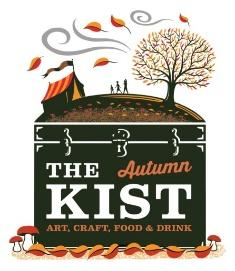 THE Autumn
KIST
ART, CRAFT, FOOD & DRINK